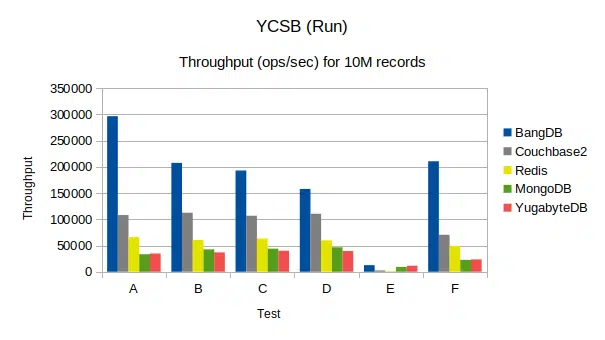 YCSB (Run)
Throughput (ops/sec) for 10M records
350000
300000
250000
200000
150000
100000
50000
0
Throughput
A B C D E F
Test
BangDB
Couchbase2
Redis
MongoDB
YugabyteDB